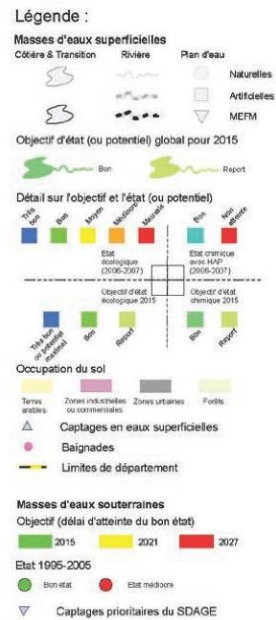 Légende :
Masses d'eaux superficielles
Côtière & Transition Rivière Plan d'eau
Naturelles
Artificielles
MEFM
Objectif d'état (ou potentiel) global pour 2015
Bon Report
Détail sur l'objectif et l'état (ou potentiel)
Très bon Bon Moyen Médiocre Mauvais Bon Non atteinte
Etat écologique (2006-2007) Etat chimique avec HAP (2006-2007)
Objectif d'état écologique 2015 Objectif d'état chimique 2015
Très bon ou potentiel maximal Bon Report Bon Report
Occupation du sol
Terres arables Zones industrielles ou commerciales Zones urbaines Forêts
Captages en eaux superficielles
Baignades
Limites de département
Masses d'eaux souterraines
Objectif (délai d'atteinte du bon état)
2015 2021 2027
Etat 1995-2005
Bon état Etat médiocre
Captages prioritaires du SDAGE